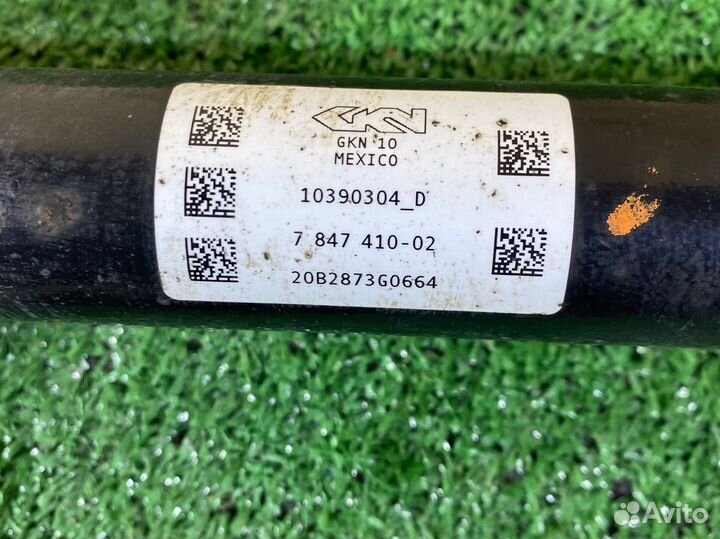 GKN
GKN 10
MEXICO
10390304_D
7 847 410-02
20B2873G0664
Avito